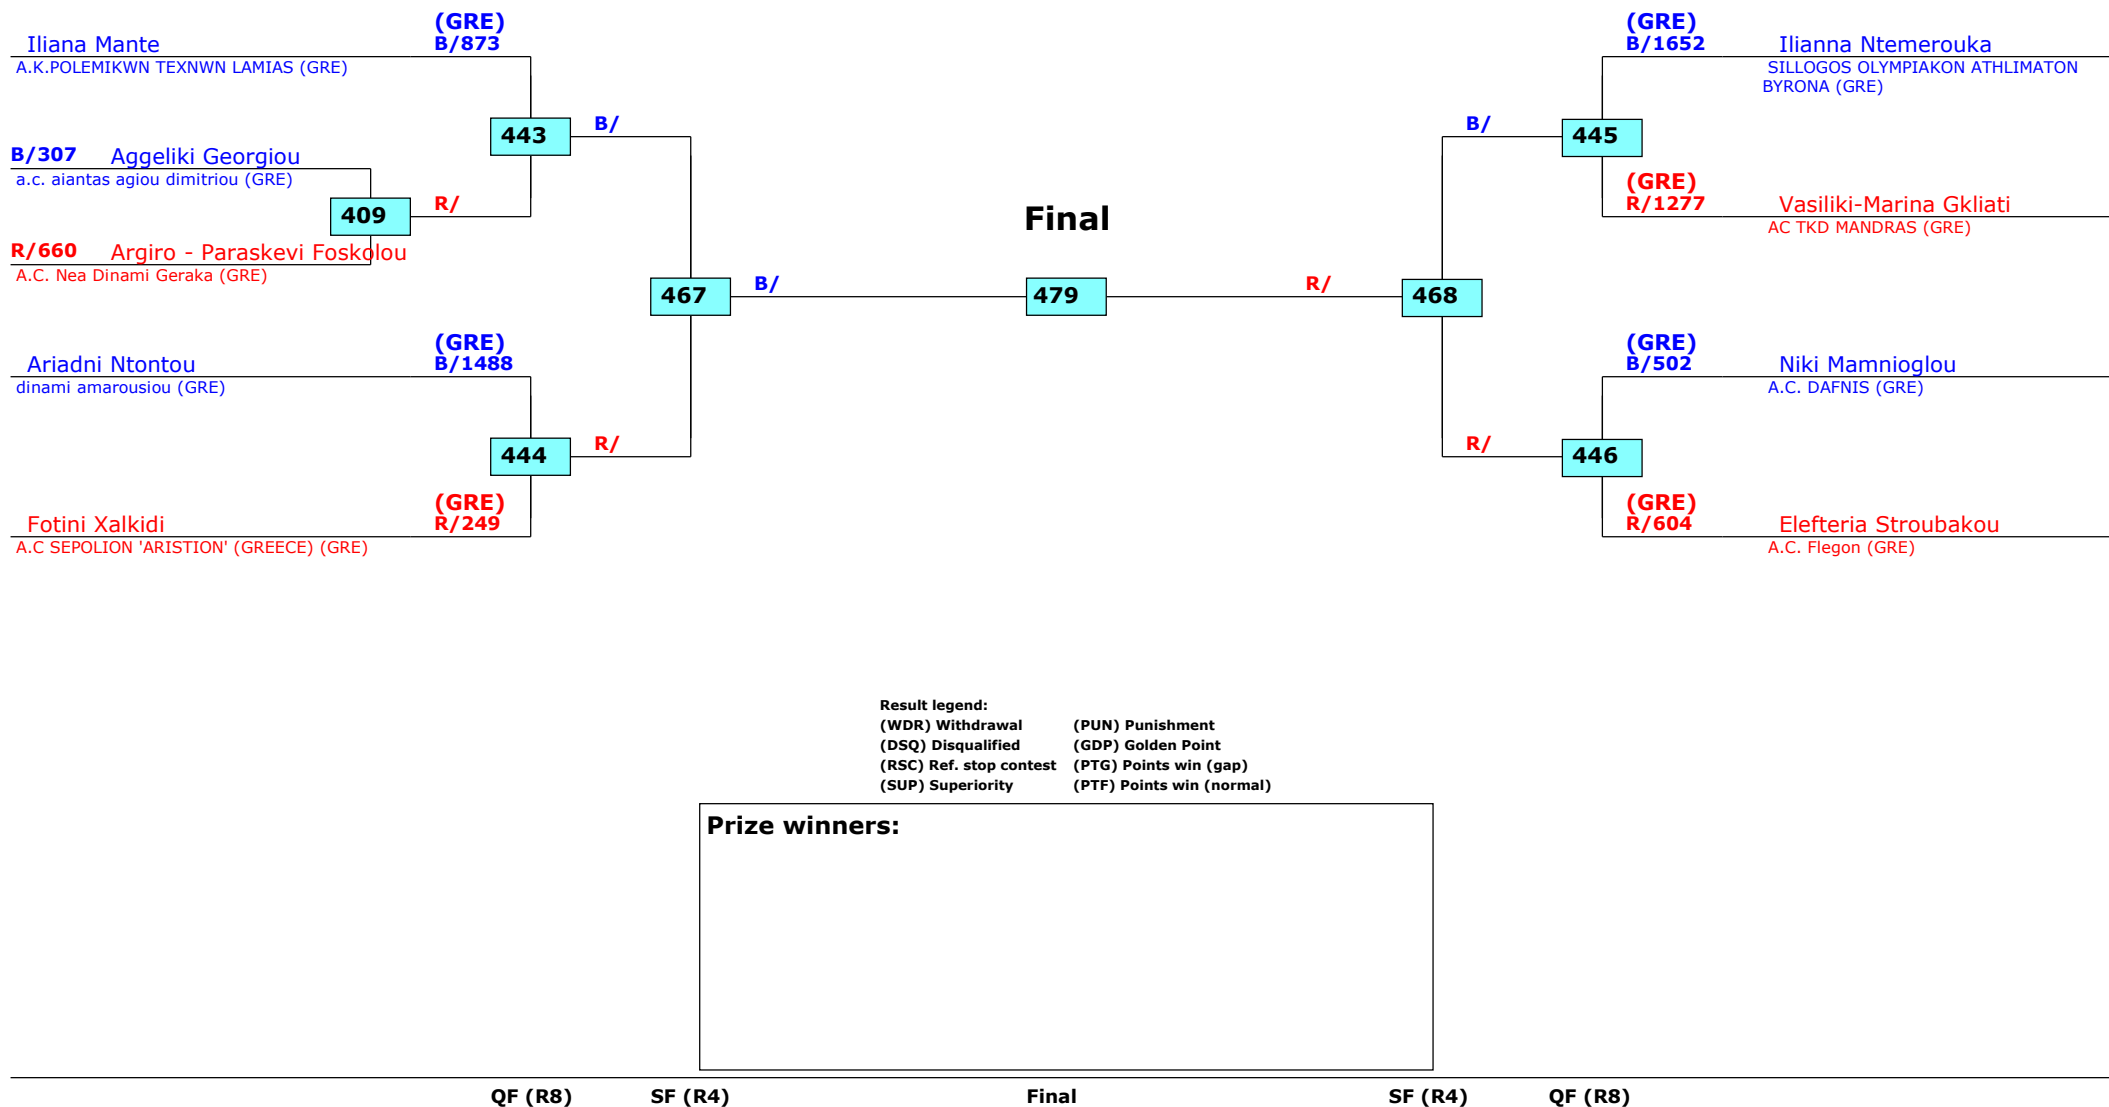 (GRE)
B/873
Iliana Mante
A.K.POLEMIKWN TEXNWN LAMIAS (GRE)
443
B/
B/307 Aggeliki Georgiou
a.c. aiantas agiou dimitriou (GRE)
409
R/
R/660 Argiro - Paraskevi Foskolou
A.C. Nea Dinami Geraka (GRE)
467
B/
(GRE)
B/1488
Ariadni Ntontou
dinami amarousiou (GRE)
444
R/
(GRE)
R/249
Fotini Xalkidi
A.C SEPOLION 'ARISTION' (GREECE) (GRE)
Final
479
(GRE)
B/1652
Ilianna Ntemerouka
SILLOGOS OLYMPIAKON ATHLIMATON
BYRONA (GRE)
B/
445
(GRE)
R/1277
Vasiliki-Marina Gkliati
AC TKD MANDRAS (GRE)
R/
468
(GRE)
B/502
Niki Mamnioglou
A.C. DAFNIS (GRE)
R/
446
(GRE)
R/604
Elefteria Stroubakou
A.C. Flegon (GRE)
Result legend:
(WDR) Withdrawal (PUN) Punishment
(DSQ) Disqualified (GDP) Golden Point
(RSC) Ref. stop contest (PTG) Points win (gap)
(SUP) Superiority (PTF) Points win (normal)
Prize winners:
QF (R8) SF (R4) Final SF (R4) QF (R8)